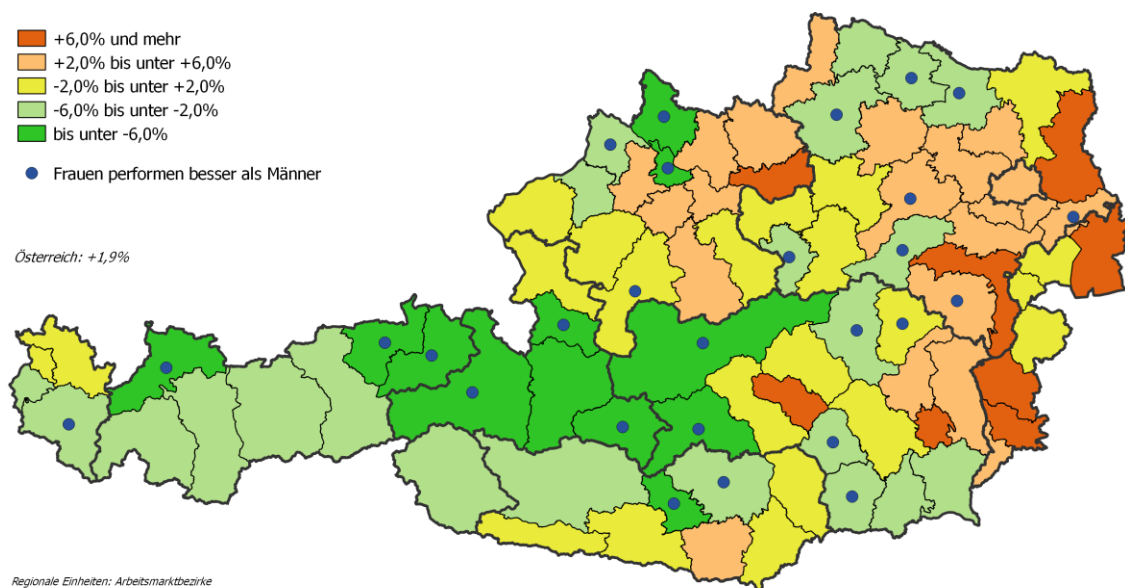 +6,0% und mehr
+2,0% bis unter +6,0%
-2,0% bis unter +2,0%
-6,0% bis unter -2,0%
bis unter -6,0%
Frauen performen besser als Männer
Österreich: +1,9%
Regionale Einheiten: Arbeitsmarktbezirke